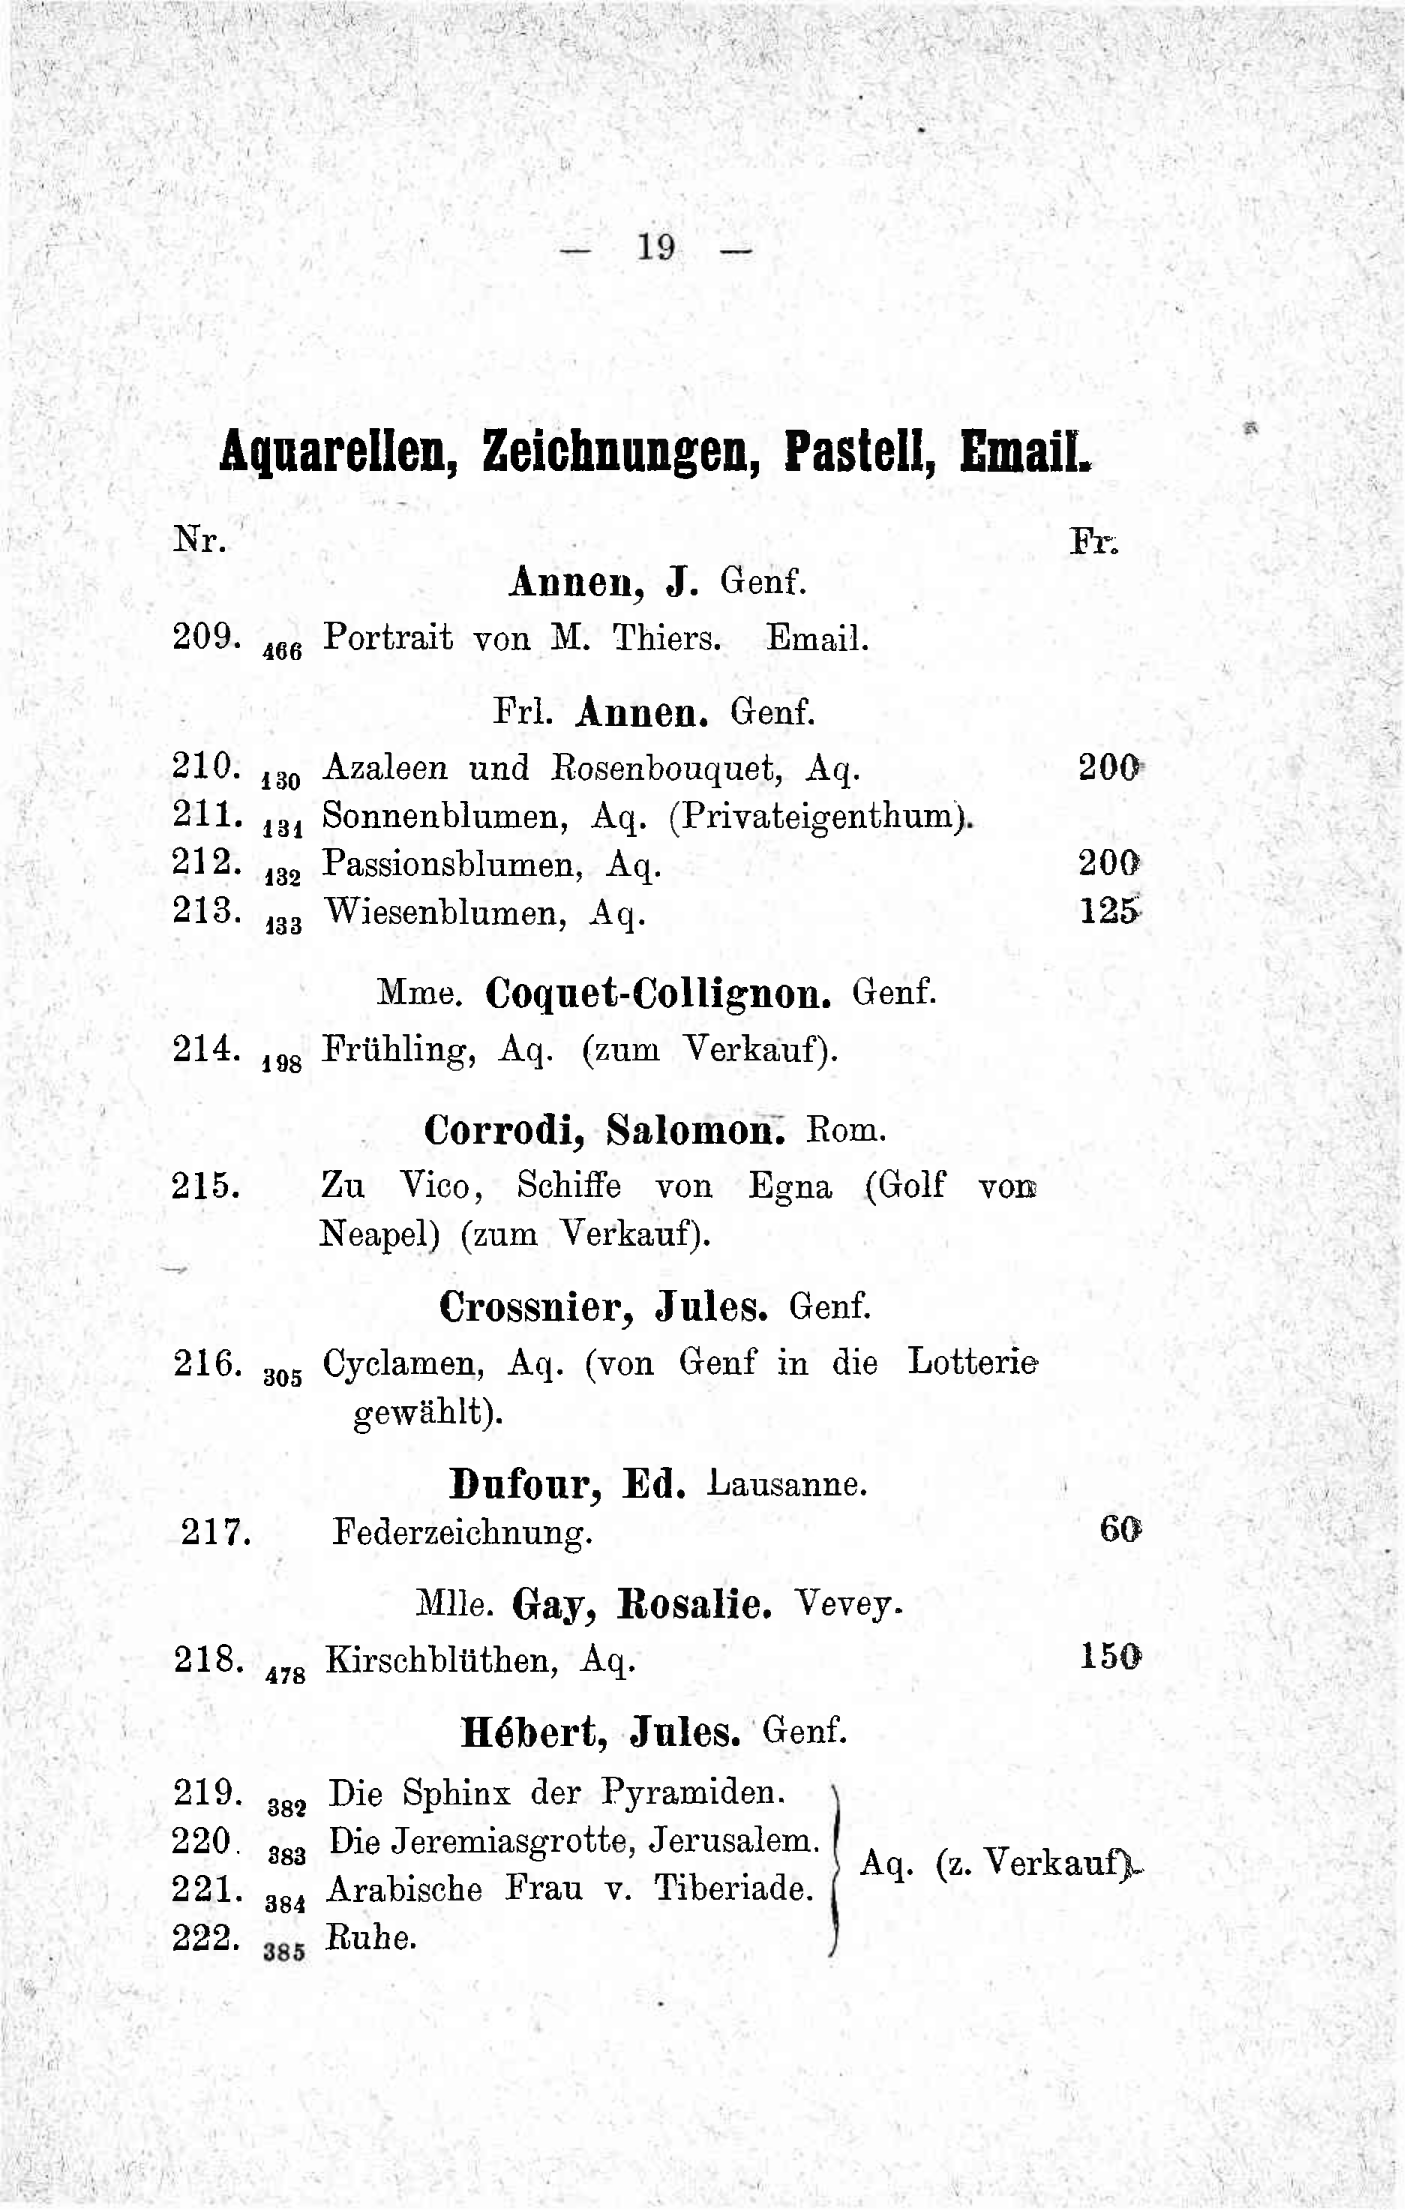 — 19 —
Aquarellen, Zeichnungen, Pastell, Email.
Nr. Fr.
Annen, J. Genf.
209. 466 Portrait von M. Thiers. Email.
Frl. Annen. Genf.
210. 130 Azaleen und Rosenbouquet, Aq. 200
211. 131 Sonnenblumen, Aq. (Privateigenthum).
212. 132 Passionsblumen, Aq. 200
213. 133 Wiesenblumen, Aq. 125
Mme. Coquet-Collignon. Genf.
214. 198 Frühling, Aq. (zum Verkauf).
Corrodi, Salomon. Rom.
215. Zu Vico, Schiffe von Egna (Golf von
Neapel) (zum Verkauf).
Crossnier, Jules. Genf.
216. 305 Cyclamen, Aq. (von Genf in die Lotterie
gewählt).
Dufour, Ed. Lausanne.
217. Federzeichnung. 60
Mlle. Gay, Rosalie. Vevey.
218. 478 Kirschblüthen, Aq. 150
Hébert, Jules. Genf.
219. 382 Die Sphinx der Pyramiden.
220. 383 Die Jeremiasgrotte, Jerusalem.
Aq. (z. Verkauf).
221. 384 Arabische Frau v. Tiberiade.
222. 385 Ruhe.